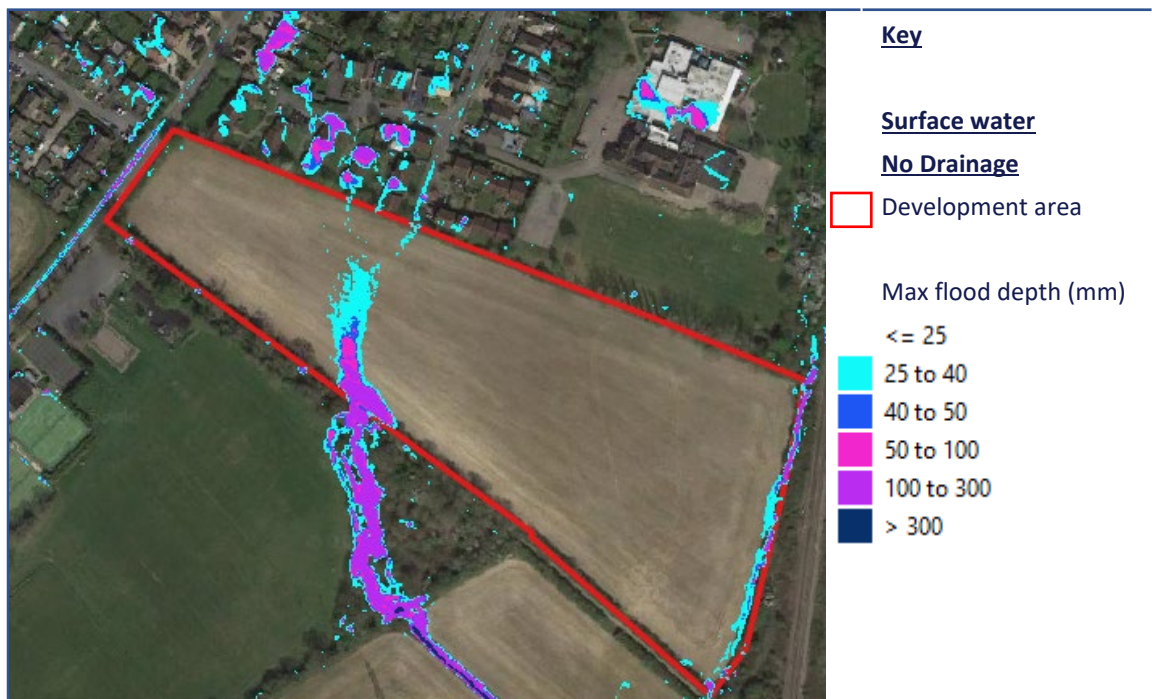 Key
Surface water
No Drainage
Development area
Max flood depth (mm)
<= 25
25 to 40
40 to 50
50 to 100
100 to 300
> 300